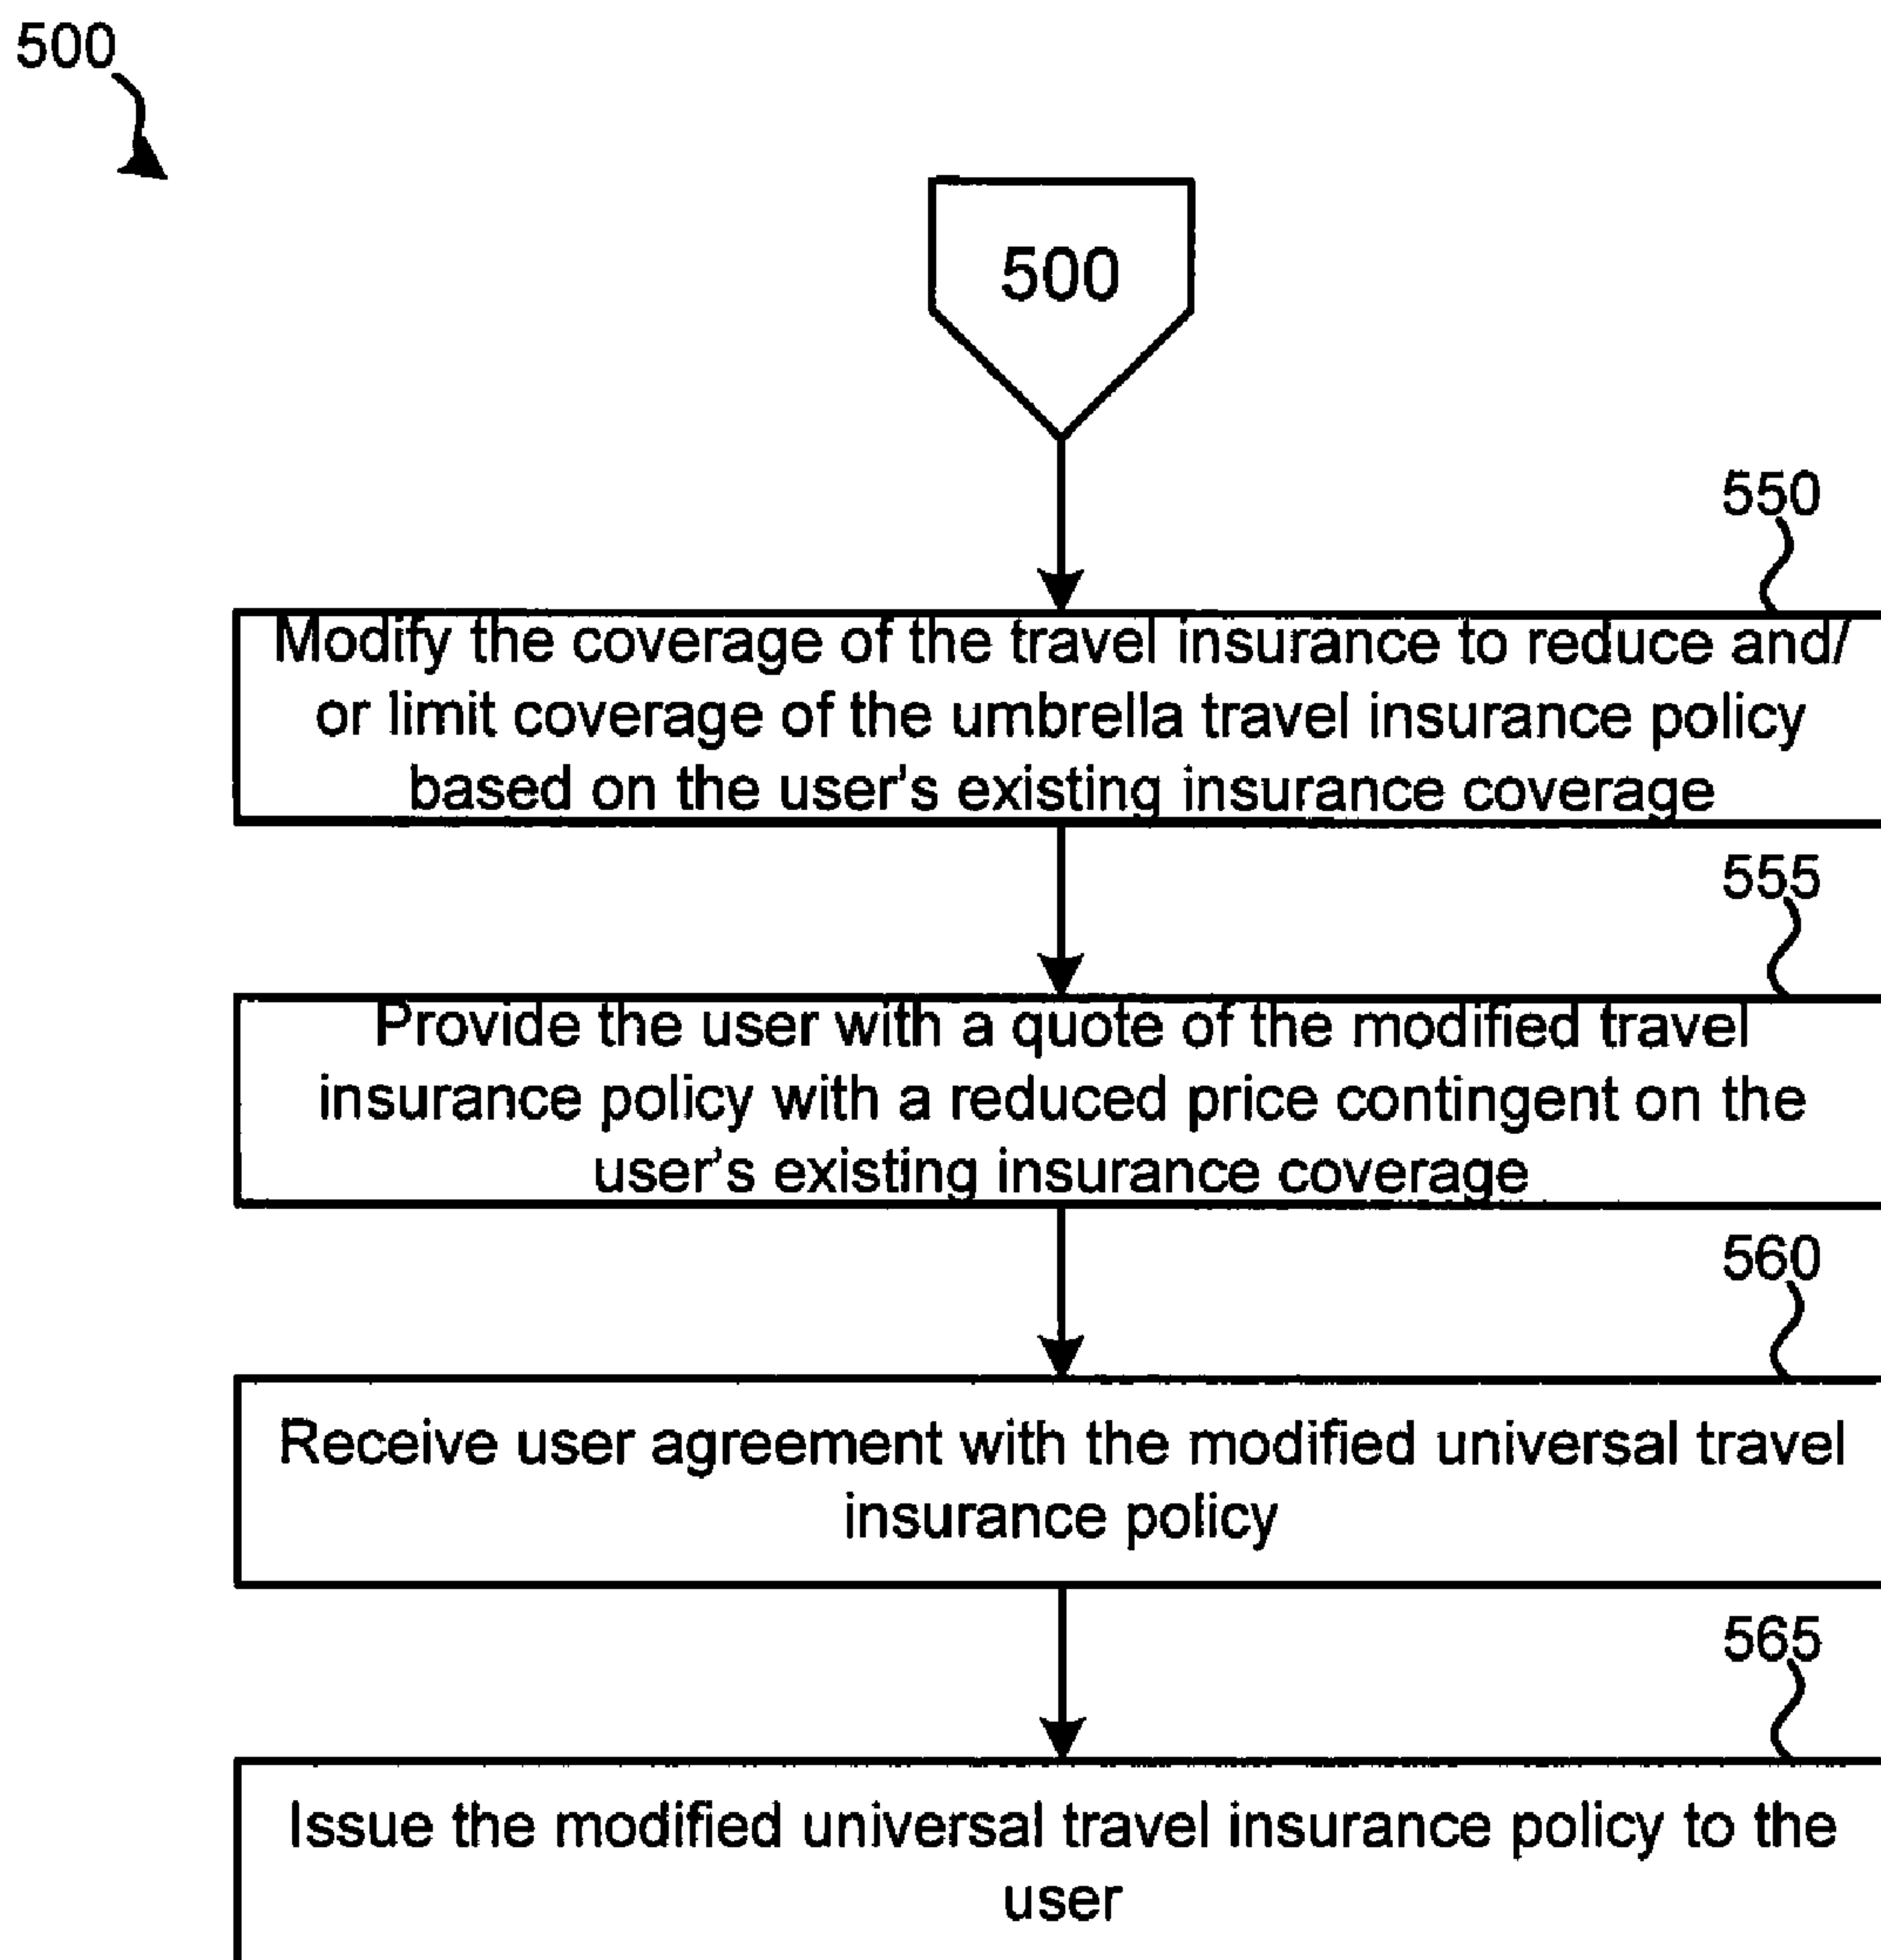 500
500
550
Modify the coverage of the travel insurance to reduce and/
or limit coverage of the umbrella travel insurance policy
based on the user's existing insurance coverage
555
Provide the user with a quote of the modified travel
insurance policy with a reduced price contingent on the
user's existing insurance coverage
560
Receive user agreement with the modified universal travel
insurance policy
565
Issue the modified universal travel insurance policy to the
user